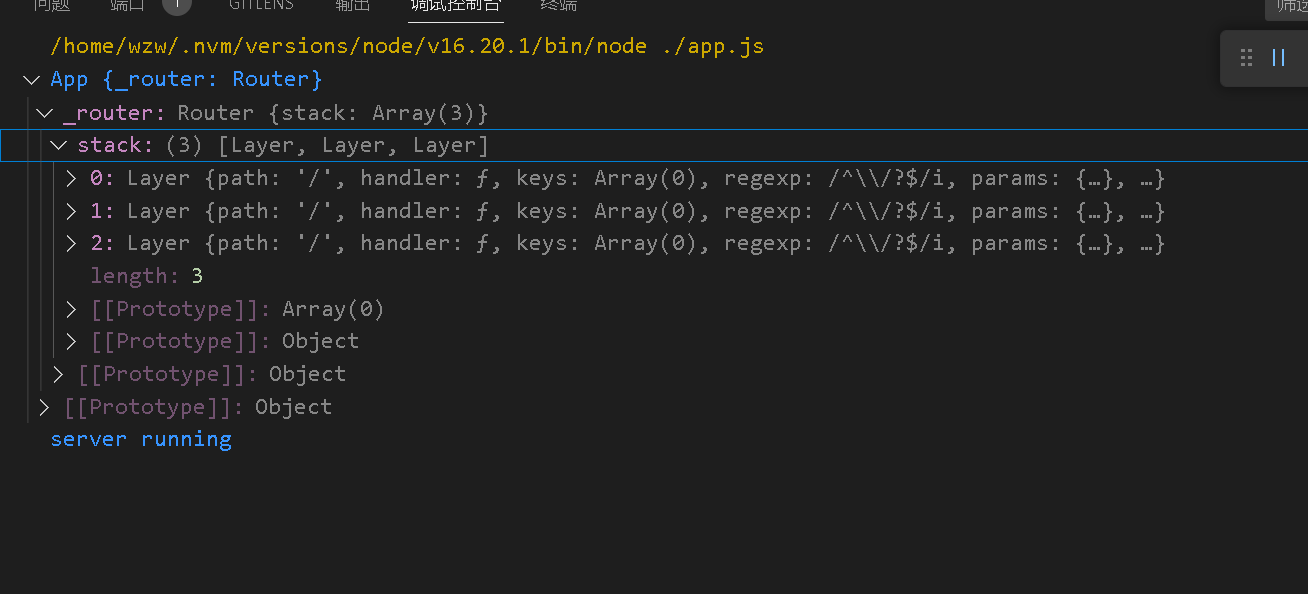 问题 端口 1 GITLENS 输出 调试控制台 终端 筛选
/home/wzw/.nvm/versions/node/v16.20.1/bin/node ./app.js
App {_router: Router}
_router: Router {stack: Array(3)}
stack: (3) [Layer, Layer, Layer]
0: Layer {path: '/', handler: ƒ, keys: Array(0), regexp: /^\\/?$/i, params: {…}, …}
1: Layer {path: '/', handler: ƒ, keys: Array(0), regexp: /^\\/?$/i, params: {…}, …}
2: Layer {path: '/', handler: ƒ, keys: Array(0), regexp: /^\\/?$/i, params: {…}, …}
length: 3
[[Prototype]]: Array(0)
[[Prototype]]: Object
[[Prototype]]: Object
[[Prototype]]: Object
server running